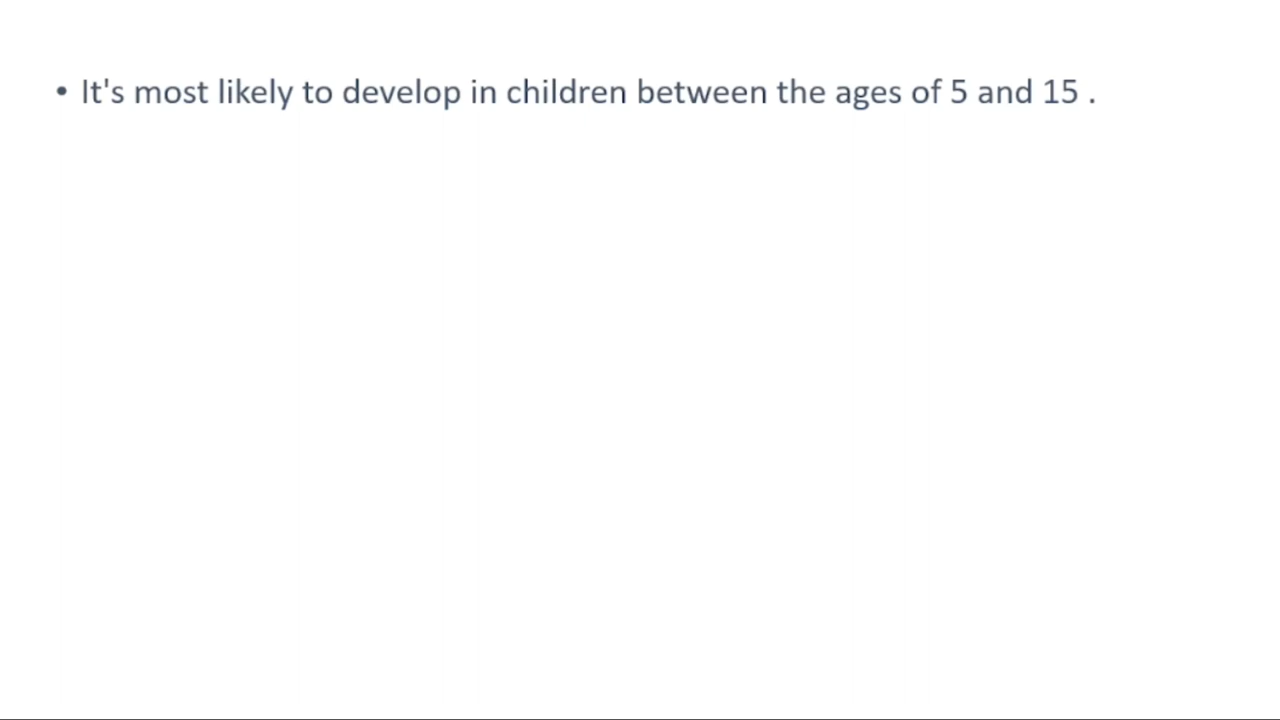 • It's most likely to develop in children between the ages of 5 and 15 .